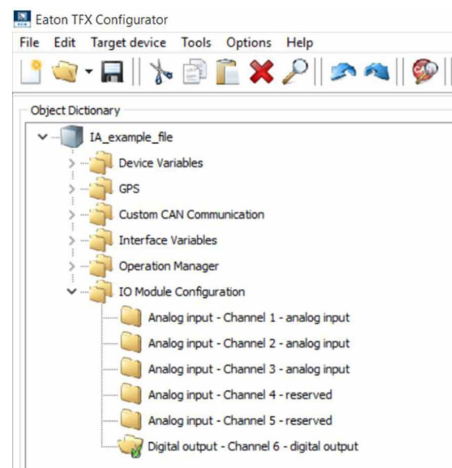 Eaton TFX Configurator
File Edit Target device Tools Options Help
Object Dictionary
IA_example_file
Device Variables
GPS
Custom CAN Communication
Interface Variables
Operation Manager
IO Module Configuration
Analog input - Channel 1 - analog input
Analog input - Channel 2 - analog input
Analog input - Channel 3 - analog input
Analog input - Channel 4 - reserved
Analog input - Channel 5 - reserved
Digital output - Channel 6 - digital output